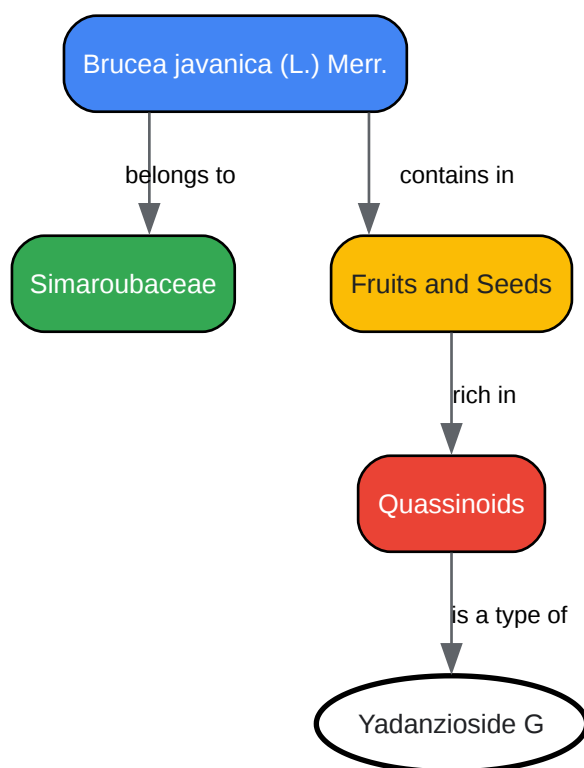 Brucea javanica (L.) Merr.
belongs to
contains in
Simaroubaceae
Fruits and Seeds
rich in
Quassinoids
is a type of
Yadanzioside G